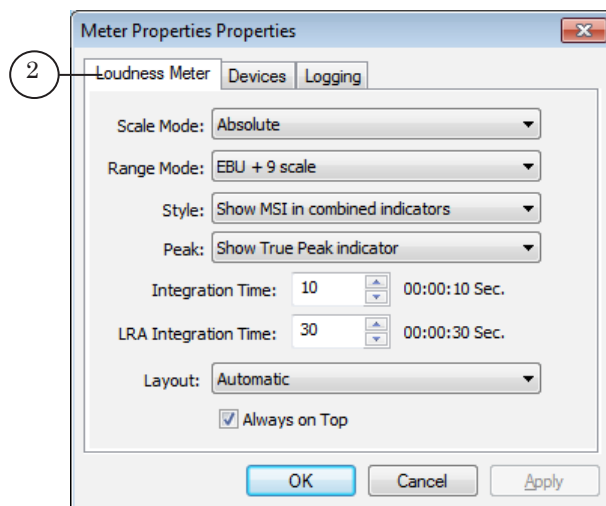 Meter Properties Properties
2
Loudness Meter Devices Logging
Scale Mode: Absolute
Range Mode: EBU + 9 scale
Style: Show MSI in combined indicators
Peak: Show True Peak indicator
Integration Time: 10 00:00:10 Sec.
LRA Integration Time: 30 00:00:30 Sec.
Layout: Automatic
Always on Top
OK Cancel Apply